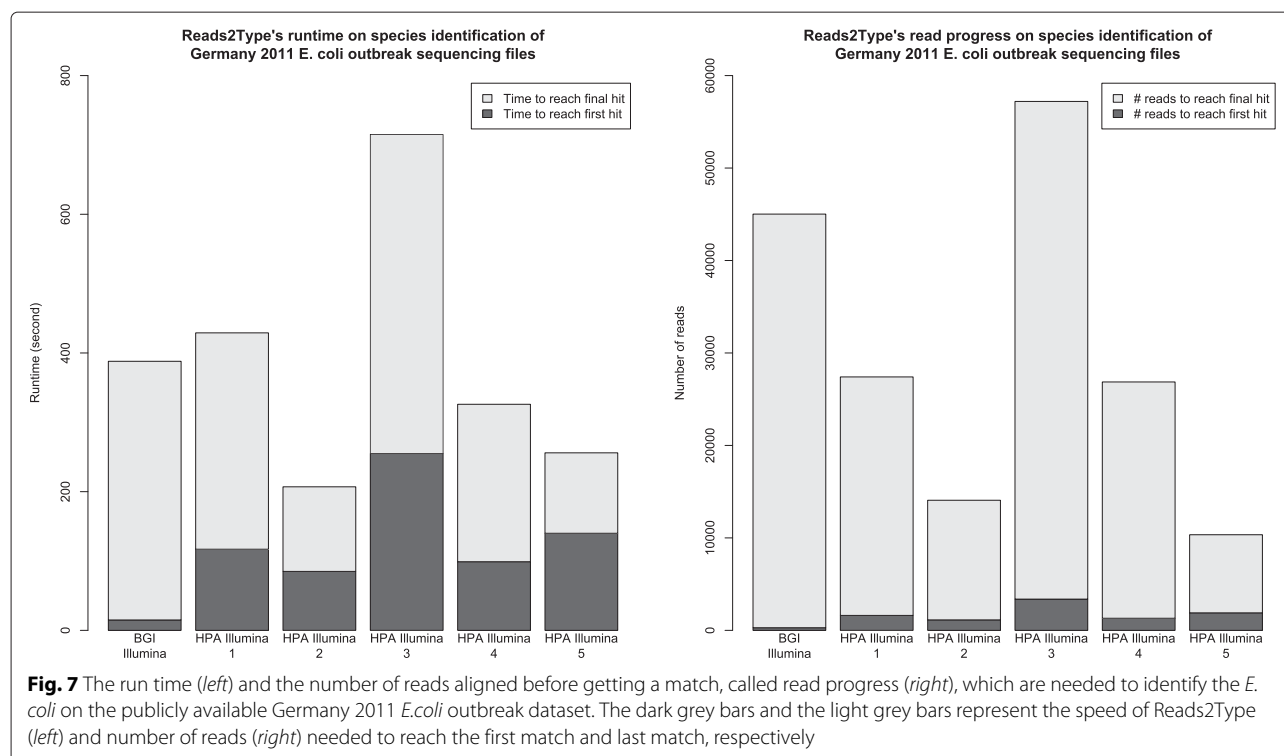 Reads2Type's runtime on species identification of
Germany 2011 E. coli outbreak sequencing files
800
600
400
200
0
Runtime (second)
Time to reach final hit
Time to reach first hit
BGI
Illumina
HPA Illumina
1
HPA Illumina
2
HPA Illumina
3
HPA Illumina
4
HPA Illumina
5
Reads2Type's read progress on species identification of
Germany 2011 E. coli outbreak sequencing files
60000
50000
40000
30000
20000
10000
0
Number of reads
# reads to reach final hit
# reads to reach first hit
BGI
Illumina
HPA Illumina
1
HPA Illumina
2
HPA Illumina
3
HPA Illumina
4
HPA Illumina
5
Fig. 7 The run time (left) and the number of reads aligned before getting a match, called read progress (right), which are needed to identify the E.
coli on the publicly available Germany 2011 E.coli outbreak dataset. The dark grey bars and the light grey bars represent the speed of Reads2Type
(left) and number of reads (right) needed to reach the first match and last match, respectively